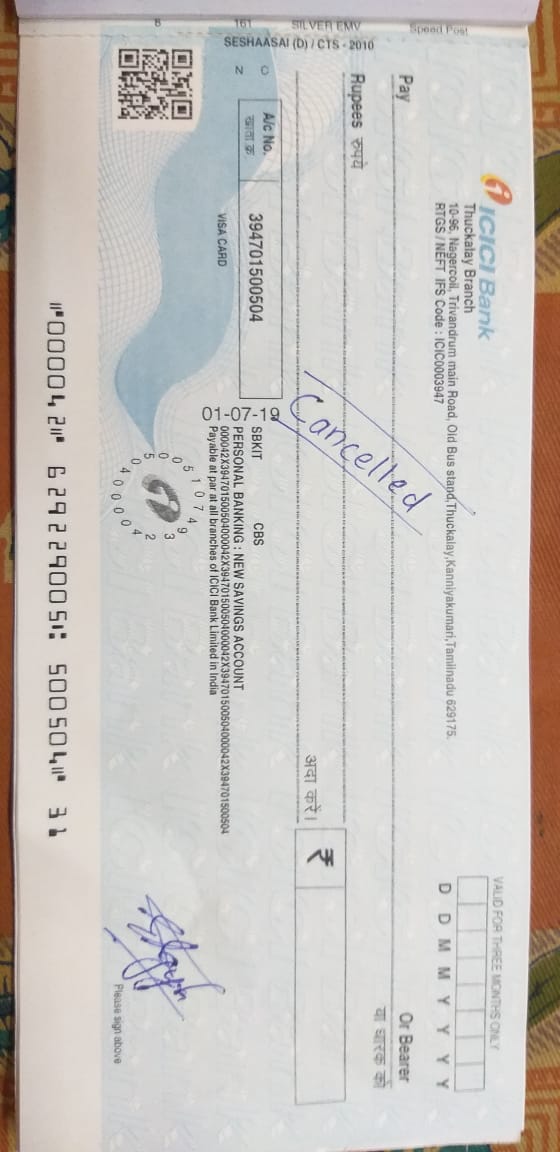 8 161 SILVER EMV Speed Post
SESHAASAI (D) / CTS - 2010
ICICI Bank
Thuckalay Branch
10-96, Nagercoil, Trivandrum main Road, Old Bus stand,Thuckalay,Kanniyakumari,Tamilnadu 629175.
RTGS / NEFT IFS Code : ICIC0003947
VALID FOR THREE MONTHS ONLY
D D M M Y Y Y Y
Pay
Or Bearer
या धारक को
Rupees रुपये
Cancelled
अदा करें।
₹
N C
A/c No.
खाता क्र.
394701500504
VISA CARD
01-07-19
SBKIT CBS
PERSONAL BANKING : NEW SAVINGS ACCOUNT
000042X394701500504000042X394701500504000042X394701500504000042X394701500504
Payable at par at all branches of ICICI Bank Limited in India
Please sign above
⑈000042⑈ 629229005⑆ 500504⑈ 31